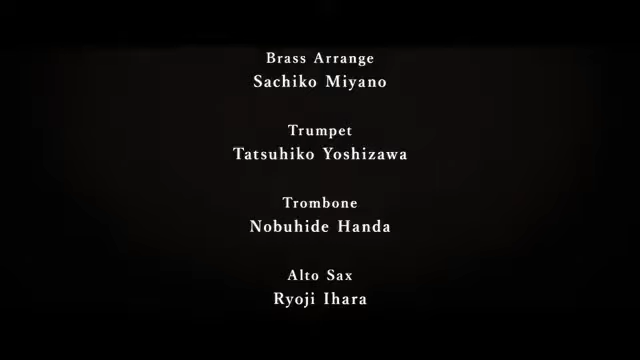 Brass Arrange
Sachiko Miyano
Trumpet
Tatsuhiko Yoshizawa
Trombone
Nobuhide Handa
Alto Sax
Ryoji Ihara